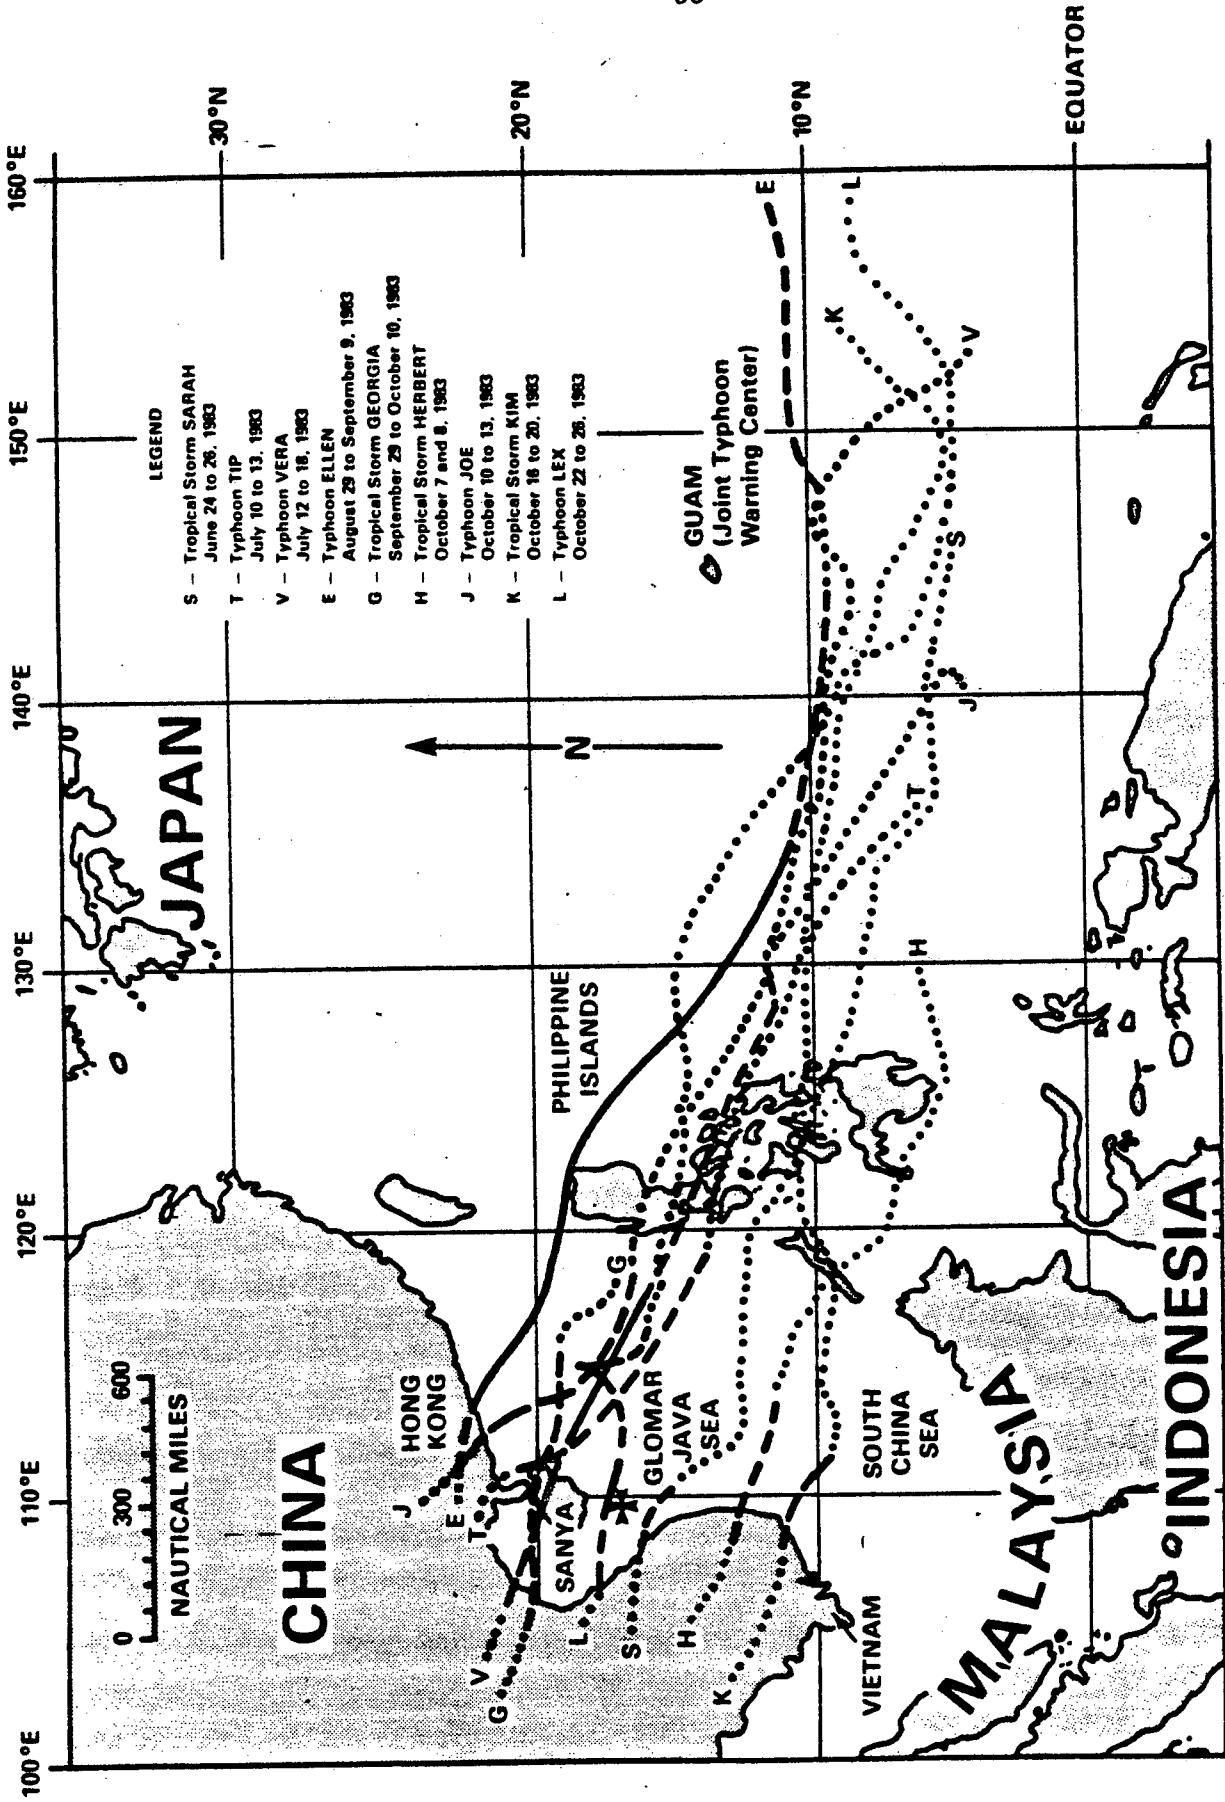 160°E
150°E
140°E
130°E
120°E
110°E
100°E
30°N
20°N
10°N
EQUATOR
LEGEND
S – Tropical Storm SARAH
June 24 to 26, 1983
T – Typhoon TIP
July 10 to 13, 1983
V – Typhoon VERA
July 12 to 18, 1983
E – Typhoon ELLEN
August 29 to September 9, 1983
G – Tropical Storm GEORGIA
September 29 to October 10, 1983
H – Tropical Storm HERBERT
October 7 and 8, 1983
J – Typhoon JOE
October 10 to 13, 1983
K – Tropical Storm KIM
October 16 to 20, 1983
L – Typhoon LEX
October 22 to 26, 1983
JAPAN
N
GUAM
(Joint Typhoon
Warning Center)
PHILIPPINE
ISLANDS
0 300 600
NAUTICAL MILES
CHINA
HONG
KONG
SANYA
GLOMAR
JAVA
SEA
SOUTH
CHINA
SEA
VIETNAM
MALAYSIA
INDONESIA
J
E
T
V
G
L
S
H
K
G
E
L
K
V
S
J
T
H